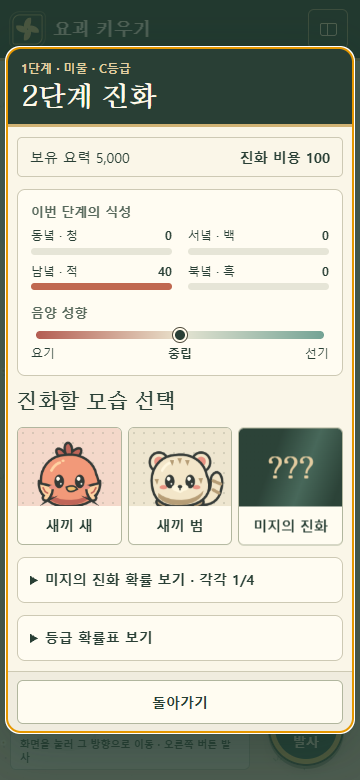 요괴 키우기
1단계 · 미물 · C등급
2단계 진화
보유 요력 5,000
진화 비용 100
이번 단계의 식성
동녘 · 청 0
서녘 · 백 0
남녘 · 적 40
북녘 · 흑 0
음양 성향
요기 중립 선기
진화할 모습 선택
???
새끼 새
새끼 범
미지의 진화
▶ 미지의 진화 확률 보기 · 각각 1/4
▶ 등급 확률표 보기
돌아가기
화면을 눌러 그 방향으로 이동 · 오른쪽 버튼 발
사
발사